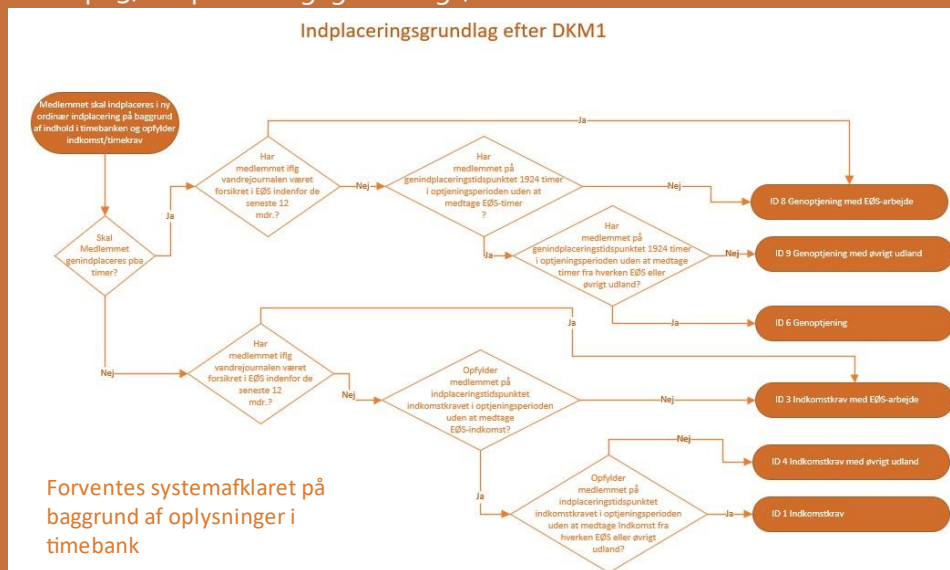 Indplaceringsgrundlag efter DKM1
Medlemmet skal indplaceres i ny
ordinær indplacering på baggrund
af indhold i timebanken og opfylder
indkomst/timekrav
Ja
Har
medlemmet iflg
vandrejournalen været
forsikret i EØS indenfor de
seneste 12
mdr.?
Nej
Har
medlemmet på
genindplaceringstidspunktet 1924 timer
i optjeningsperioden uden at
medtage EØS-timer
?
Nej
ID 8 Genoptjening med EØS-arbejde
Ja
Skal
Medlemmet
genindplaceres pba
timer?
Ja
Har
medlemmet på
genindplaceringstidspunktet 1924 timer
i optjeningsperioden uden at medtage
timer fra hverken EØS eller
øvrigt udland?
Nej
ID 9 Genoptjening med øvrigt udland
Ja
ID 6 Genoptjening
Nej
Har
medlemmet iflg
vandrejournalen været
forsikret i EØS indenfor de
seneste 12
mdr.?
Ja
Nej
Opfylder
medlemmet på
indplaceringstidspunktet
indkomstkravet i optjeningsperioden
uden at medtage
EØS-indkomst?
Nej
ID 3 Indkomstkrav med EØS-arbejde
Ja
Opfylder
medlemmet på
indplaceringstidspunktet
indkomstkravet i optjeningsperioden
uden at medtage Indkomst fra
hverken EØS eller øvrigt
udland?
Nej
ID 4 Indkomstkrav med øvrigt udland
Ja
ID 1 Indkomstkrav
Forventes systemafklaret på
baggrund af oplysninger i
timebank